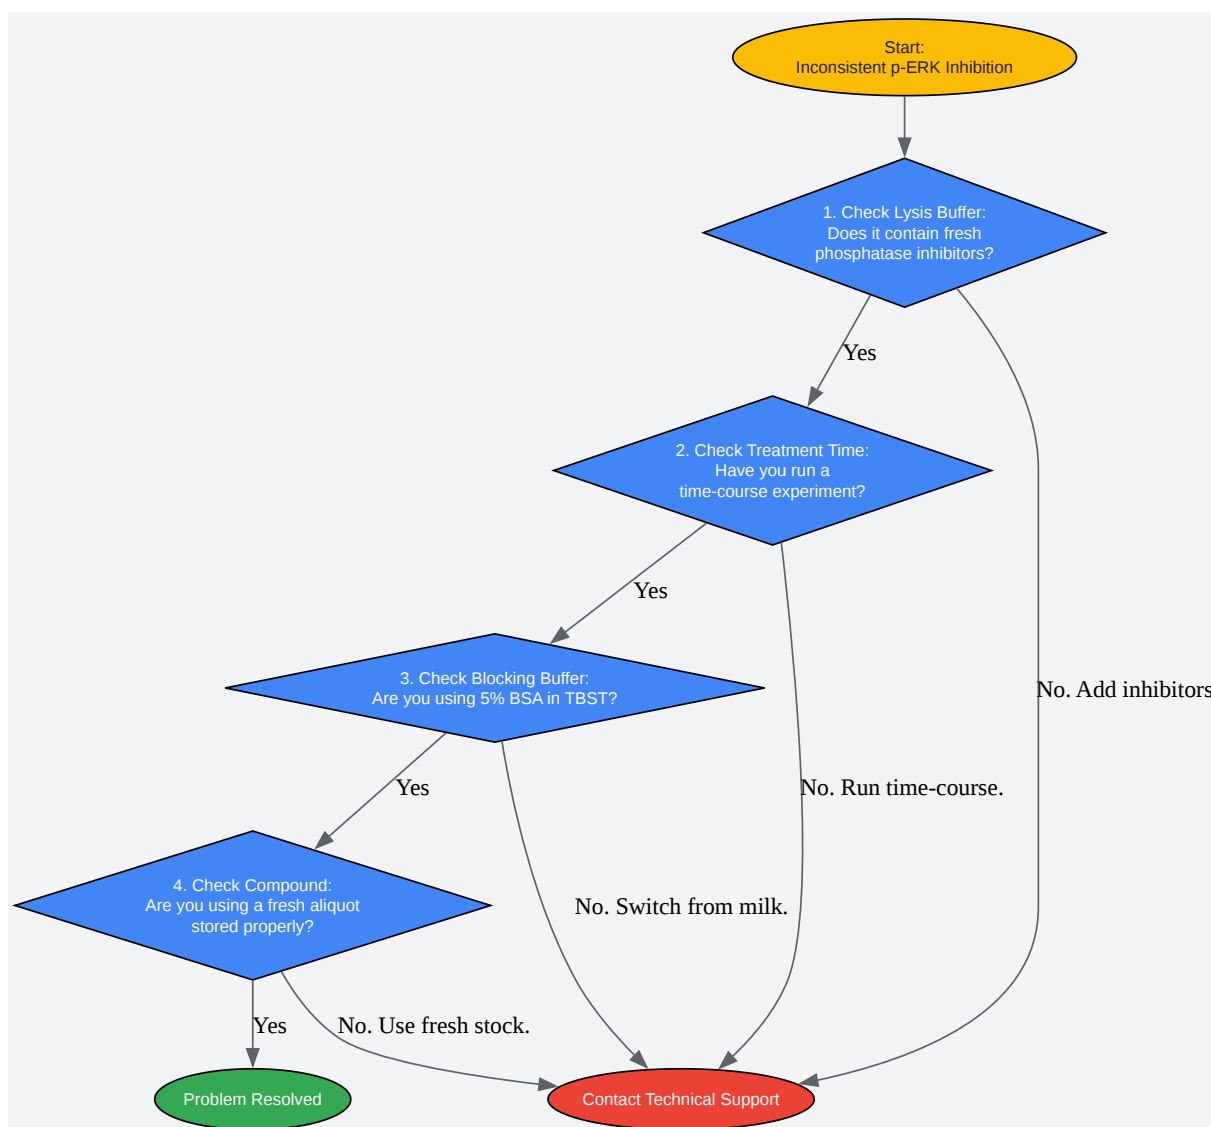 Start:
Inconsistent p-ERK Inhibition
1. Check Lysis Buffer:
Does it contain fresh
phosphatase inhibitors?
Yes
2. Check Treatment Time:
Have you run a
time-course experiment?
Yes
3. Check Blocking Buffer:
Are you using 5% BSA in TBST?
No. Add inhibitors
Yes
No. Run time-course.
4. Check Compound:
Are you using a fresh aliquot
stored properly?
No. Switch from milk.
Yes
No. Use fresh stock.
Problem Resolved
Contact Technical Support